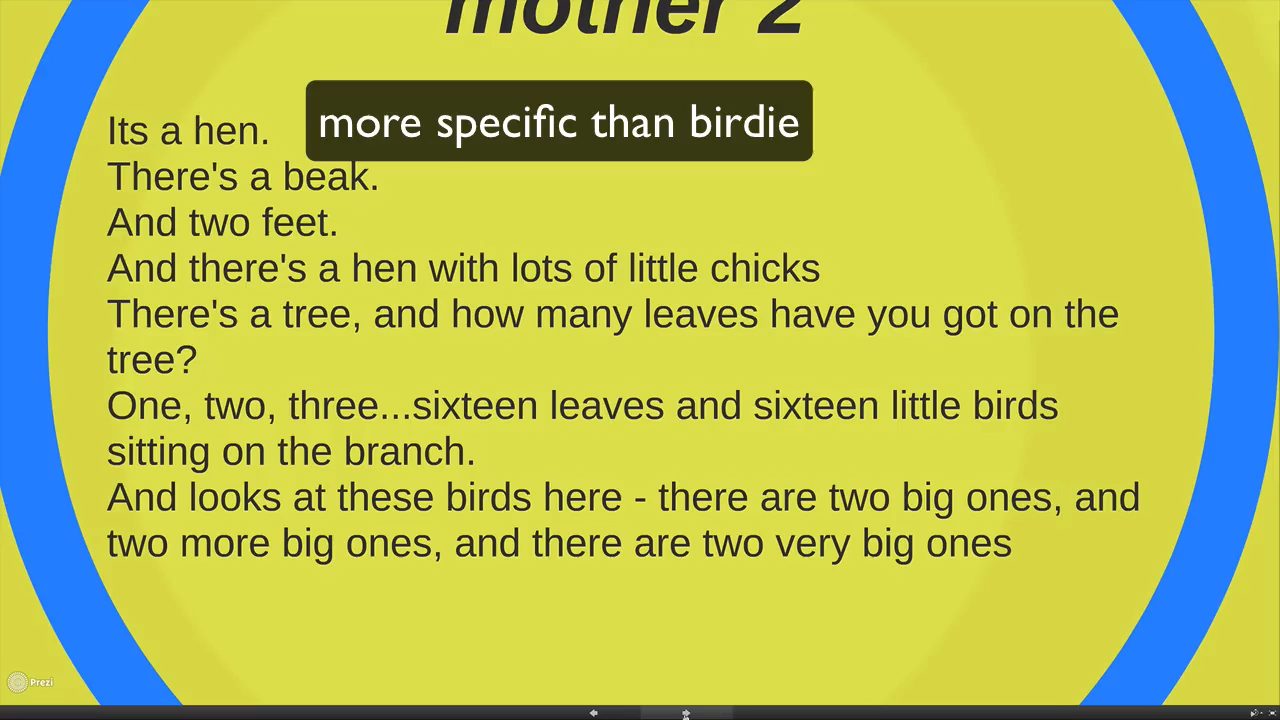 mother 2
more specific than birdie
Its a hen.
There's a beak.
And two feet.
And there's a hen with lots of little chicks
There's a tree, and how many leaves have you got on the
tree?
One, two, three...sixteen leaves and sixteen little birds
sitting on the branch.
And looks at these birds here - there are two big ones, and
two more big ones, and there are two very big ones
Prezi